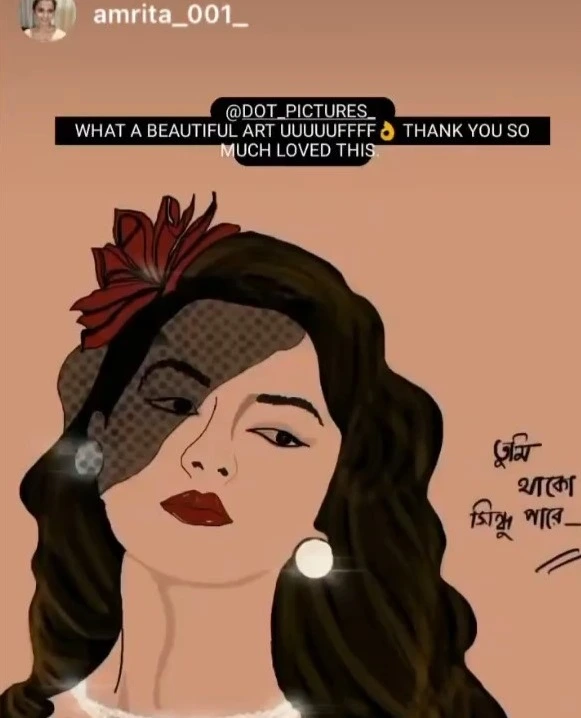 amrita_001_
@DOT_PICTURES_
WHAT A BEAUTIFUL ART UUUUUFFFF👌 THANK YOU SO
MUCH LOVED THIS.
তুমি
থাকো
সিন্ধু পারে_